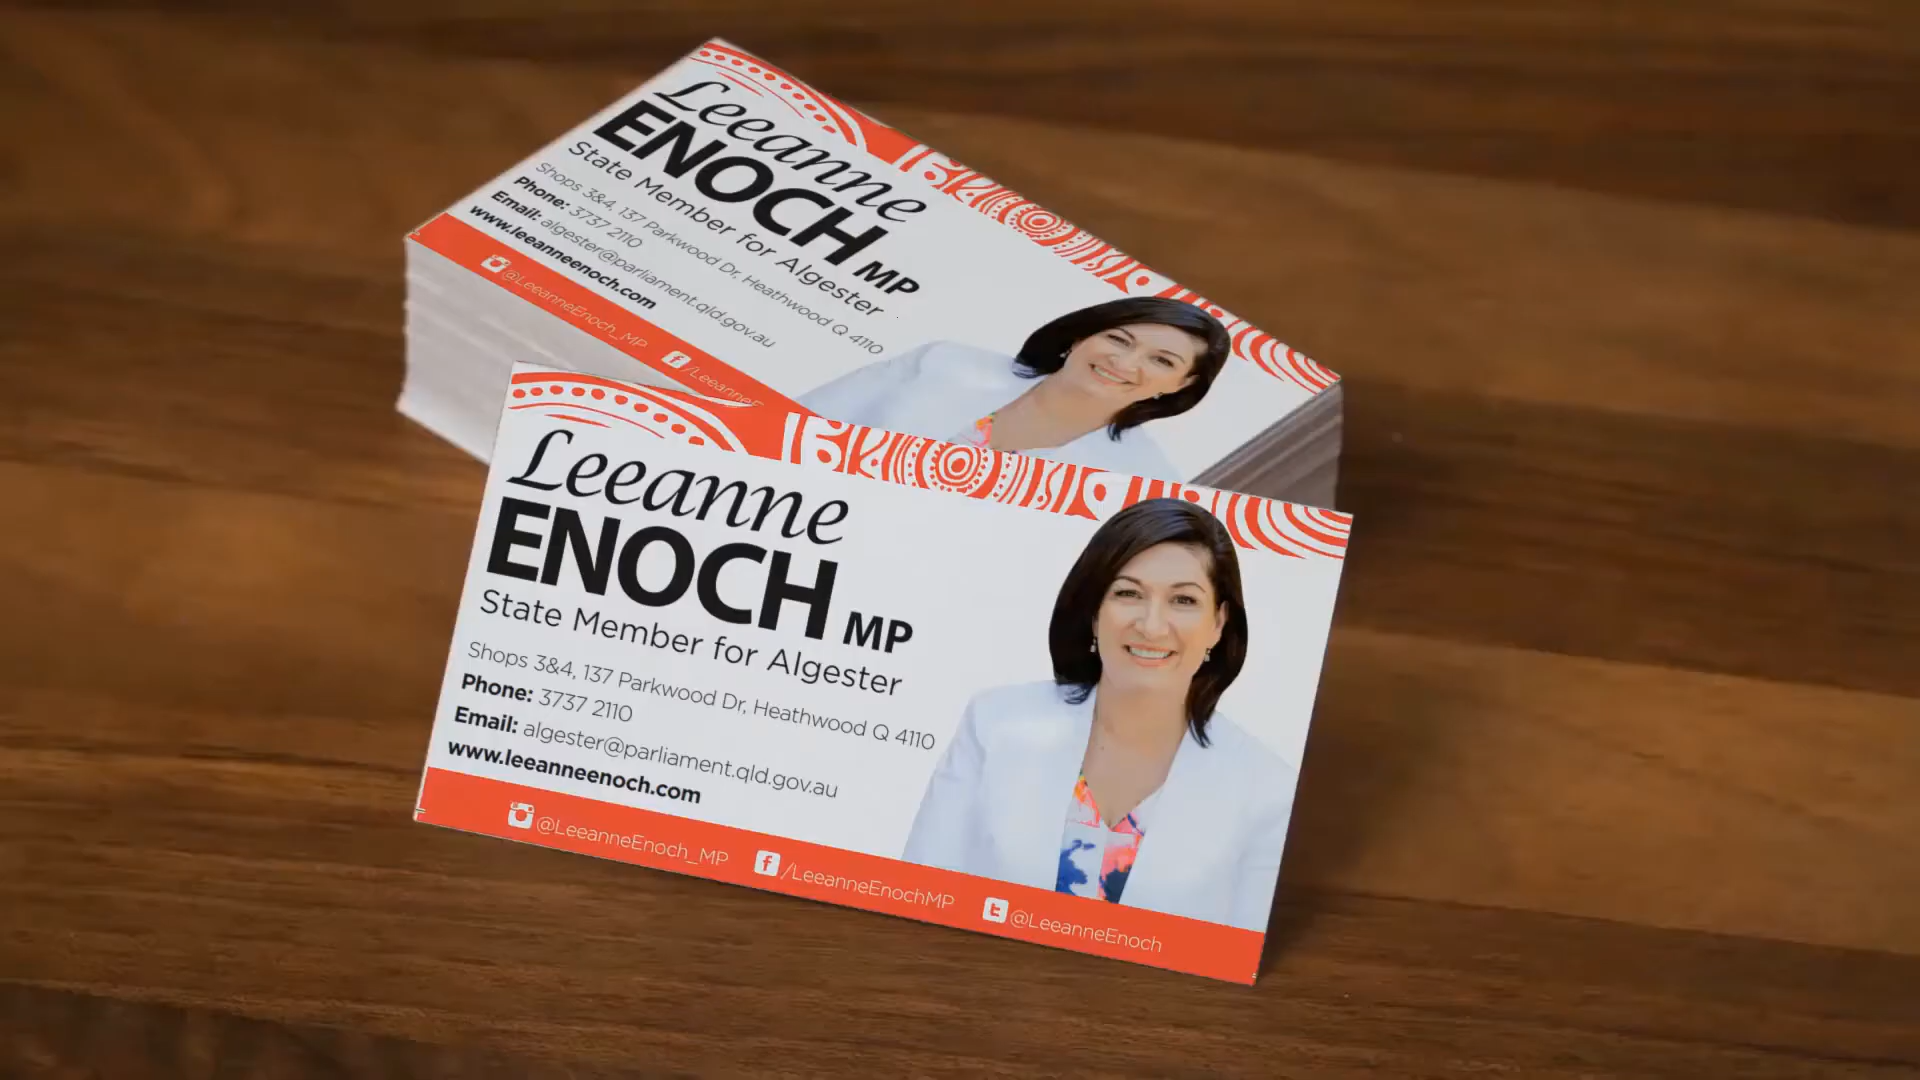 Leeanne
ENOCH MP
State Member for Algester
Shops 3&4, 137 Parkwood Dr, Heathwood Q 4110
Phone: 3737 2110
Email: algester@parliament.qld.gov.au
www.leeanneenoch.com
@LeeanneEnoch_MP /LeeanneE
Leeanne
ENOCH MP
State Member for Algester
Shops 3&4, 137 Parkwood Dr, Heathwood Q 4110
Phone: 3737 2110
Email: algester@parliament.qld.gov.au
www.leeanneenoch.com
@LeeanneEnoch_MP /LeeanneEnochMP @LeeanneEnoch